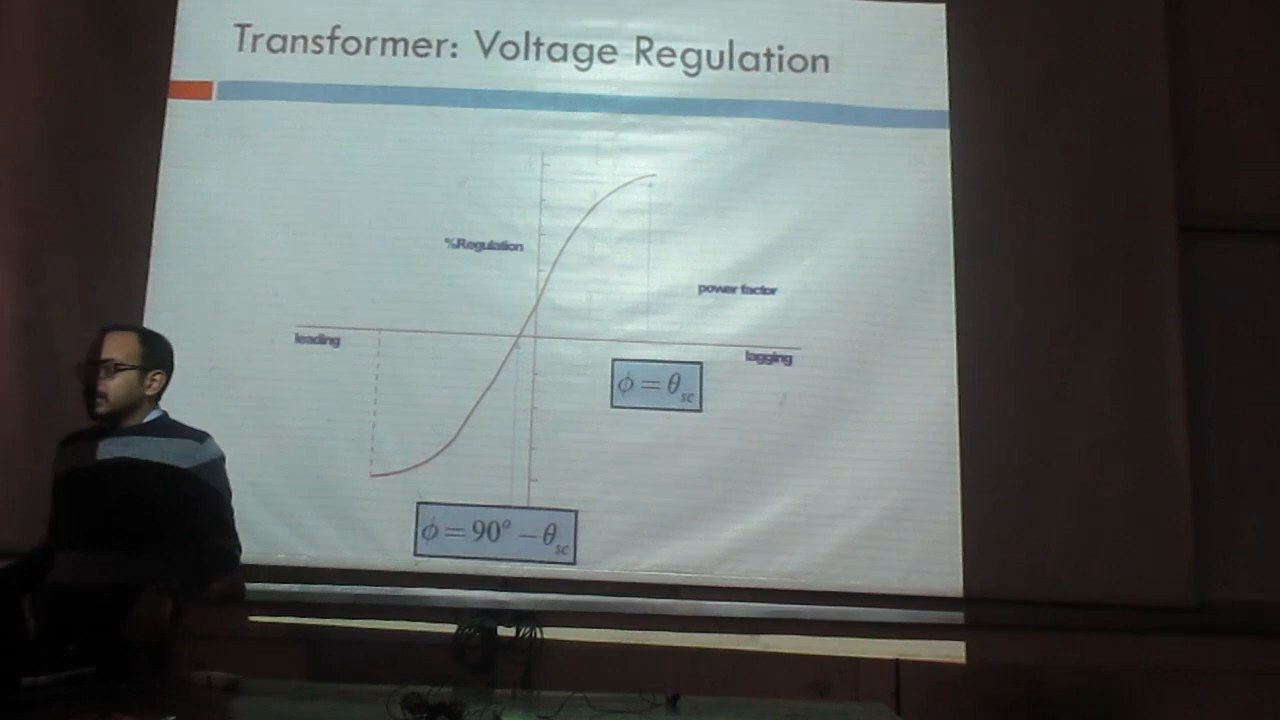 Transformer: Voltage Regulation
%Regulation
power factor
leading
lagging
ϕ = θsc
ϕ = 90° − θsc